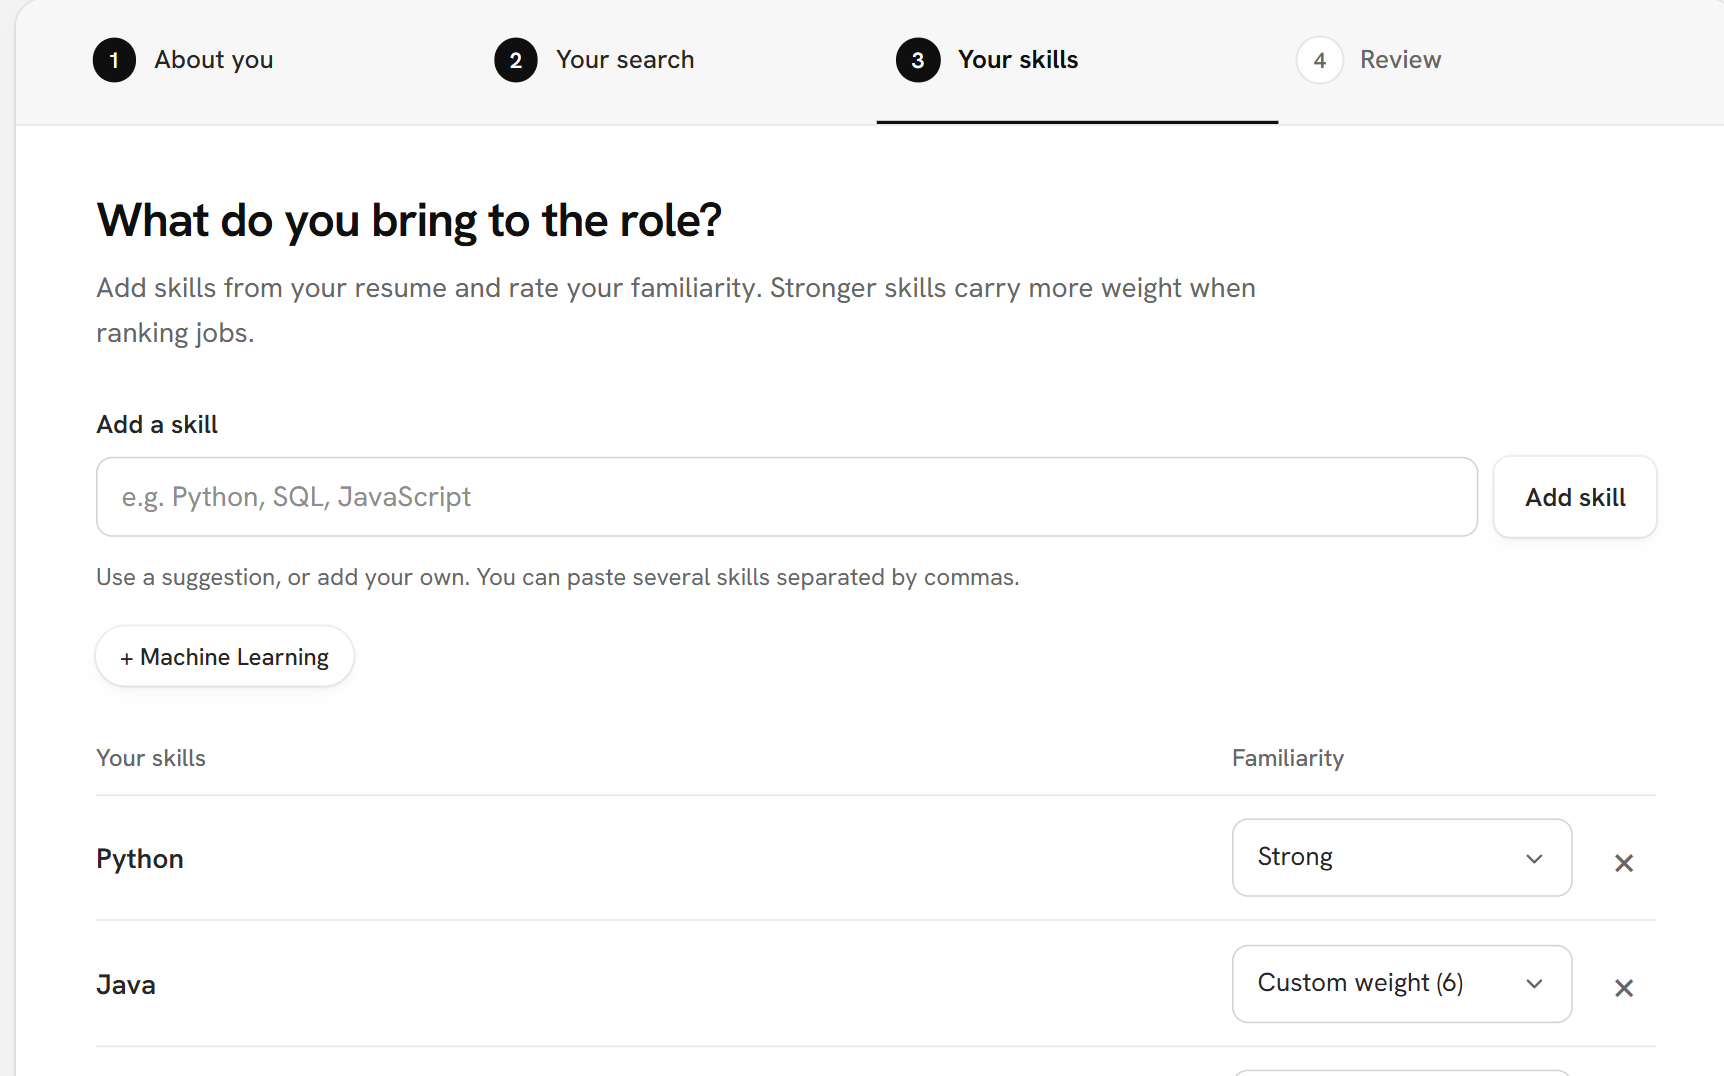 1 About you
2 Your search
3 Your skills
4 Review
What do you bring to the role?
Add skills from your resume and rate your familiarity. Stronger skills carry more weight when
ranking jobs.
Add a skill
e.g. Python, SQL, JavaScript
Add skill
Use a suggestion, or add your own. You can paste several skills separated by commas.
+ Machine Learning
Your skills
Familiarity
Python
Strong
Java
Custom weight (6)